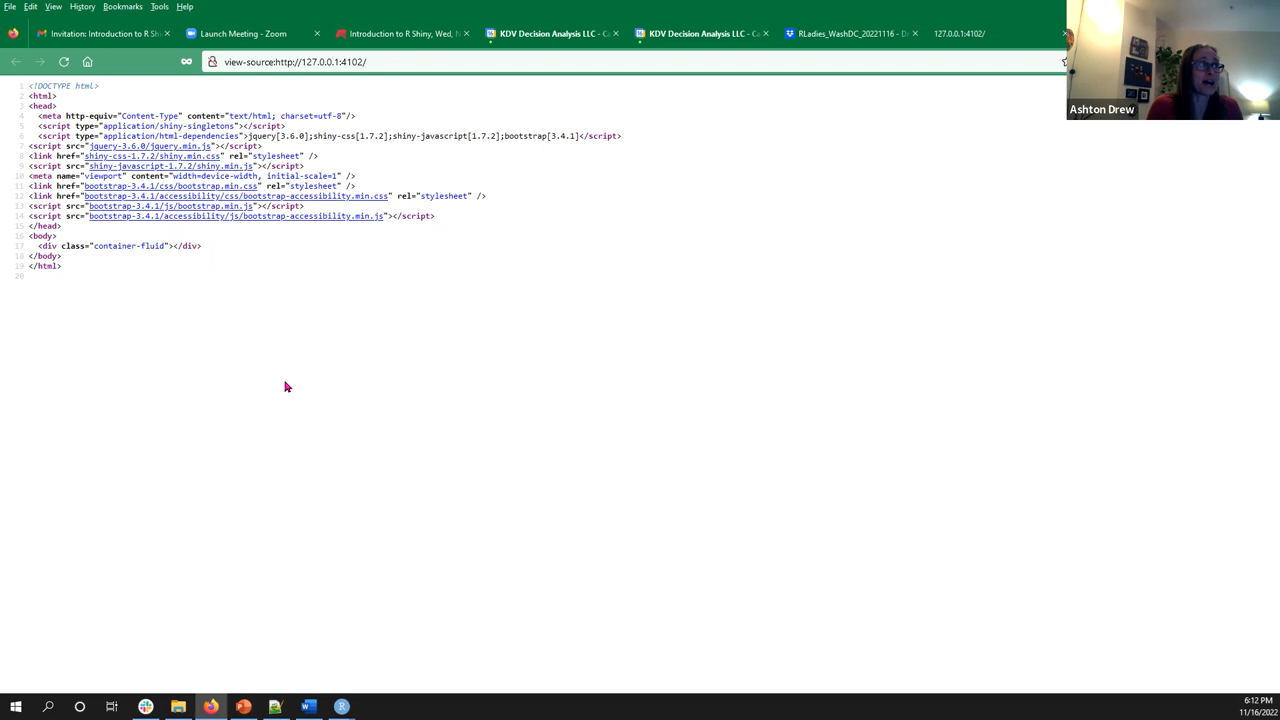 File Edit View History Bookmarks Tools Help
Invitation: Introduction to R Shi
Launch Meeting - Zoom
Introduction to R Shiny, Wed,
KDV Decision Analysis LLC - Ca
KDV Decision Analysis LLC - Ca
RLadies_WashDC_20221116 - D
127.0.0.1:4102/
view-source:http://127.0.0.1:4102/
Ashton Drew
1 <!DOCTYPE html>
2 <html>
3 <head>
4 <meta http-equiv="Content-Type" content="text/html; charset=utf-8"/>
5 <script type="application/shiny-singletons"></script>
6 <script type="application/html-dependencies">jquery[3.6.0];shiny-css[1.7.2];shiny-javascript[1.7.2];bootstrap[3.4.1]</script>
7 <script src="jquery-3.6.0/jquery.min.js"></script>
8 <link href="shiny-css-1.7.2/shiny.min.css" rel="stylesheet" />
9 <script src="shiny-javascript-1.7.2/shiny.min.js"></script>
10 <meta name="viewport" content="width=device-width, initial-scale=1" />
11 <link href="bootstrap-3.4.1/css/bootstrap.min.css" rel="stylesheet" />
12 <link href="bootstrap-3.4.1/accessibility/css/bootstrap-accessibility.min.css" rel="stylesheet" />
13 <script src="bootstrap-3.4.1/js/bootstrap.min.js"></script>
14 <script src="bootstrap-3.4.1/accessibility/js/bootstrap-accessibility.min.js"></script>
15 </head>
16 <body>
17 <div class="container-fluid"></div>
18 </body>
19 </html>
20
6:12 PM
11/16/2022